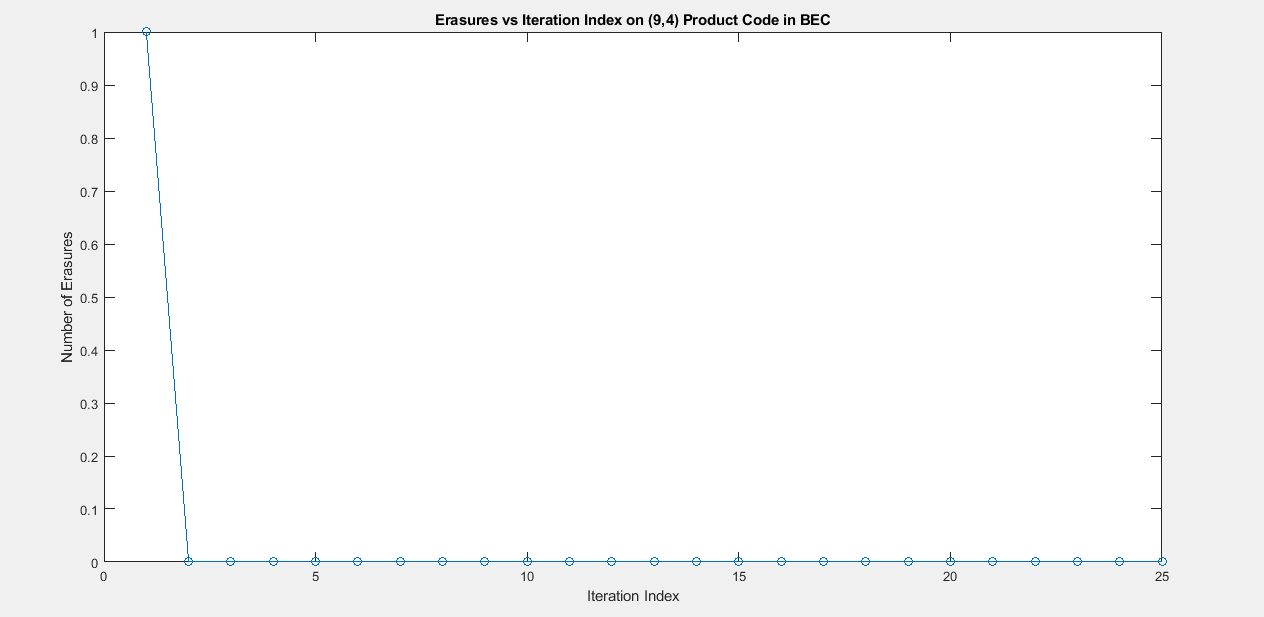 Erasures vs Iteration Index on (9,4) Product Code in BEC
1
0.9
0.8
0.7
0.6
0.5
0.4
0.3
0.2
0.1
0
Number of Erasures
0 5 10 15 20 25
Iteration Index